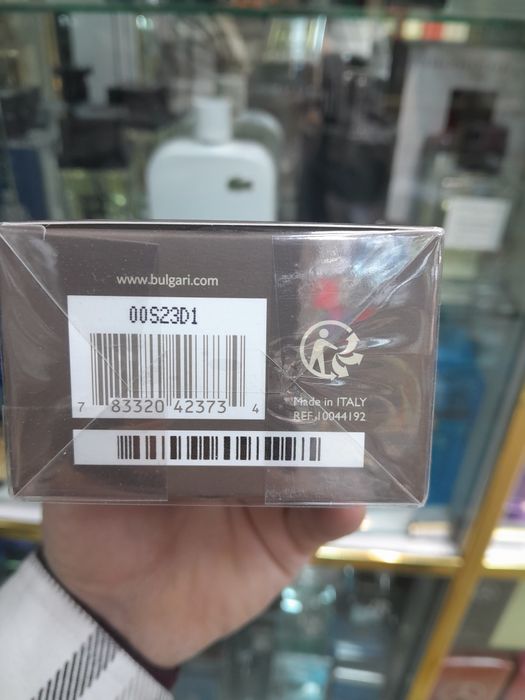 www.bulgari.com
00S23D1
7 83320 42373 4
Made in ITALY
REF.10044192